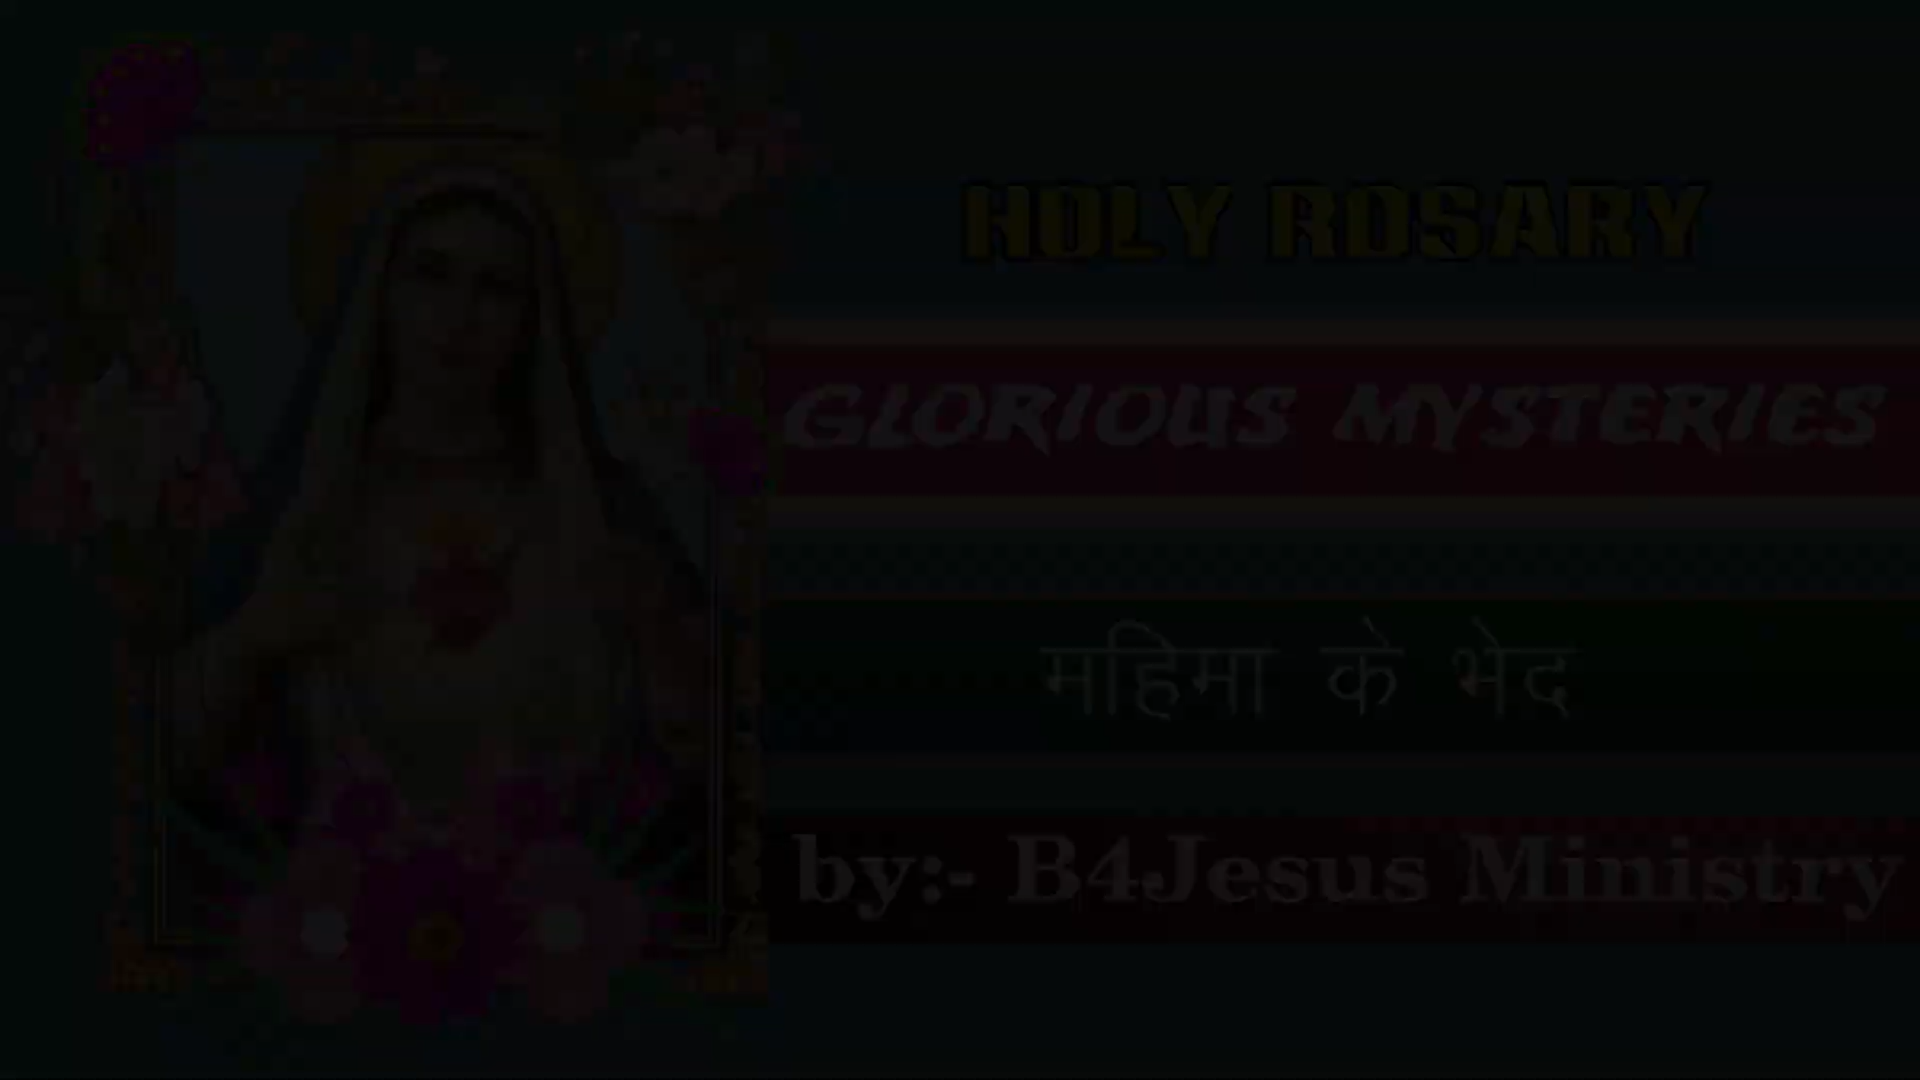 HOLY ROSARY
GLORIOUS MYSTERIES
महिमा के भेद
by:- B4Jesus Ministry